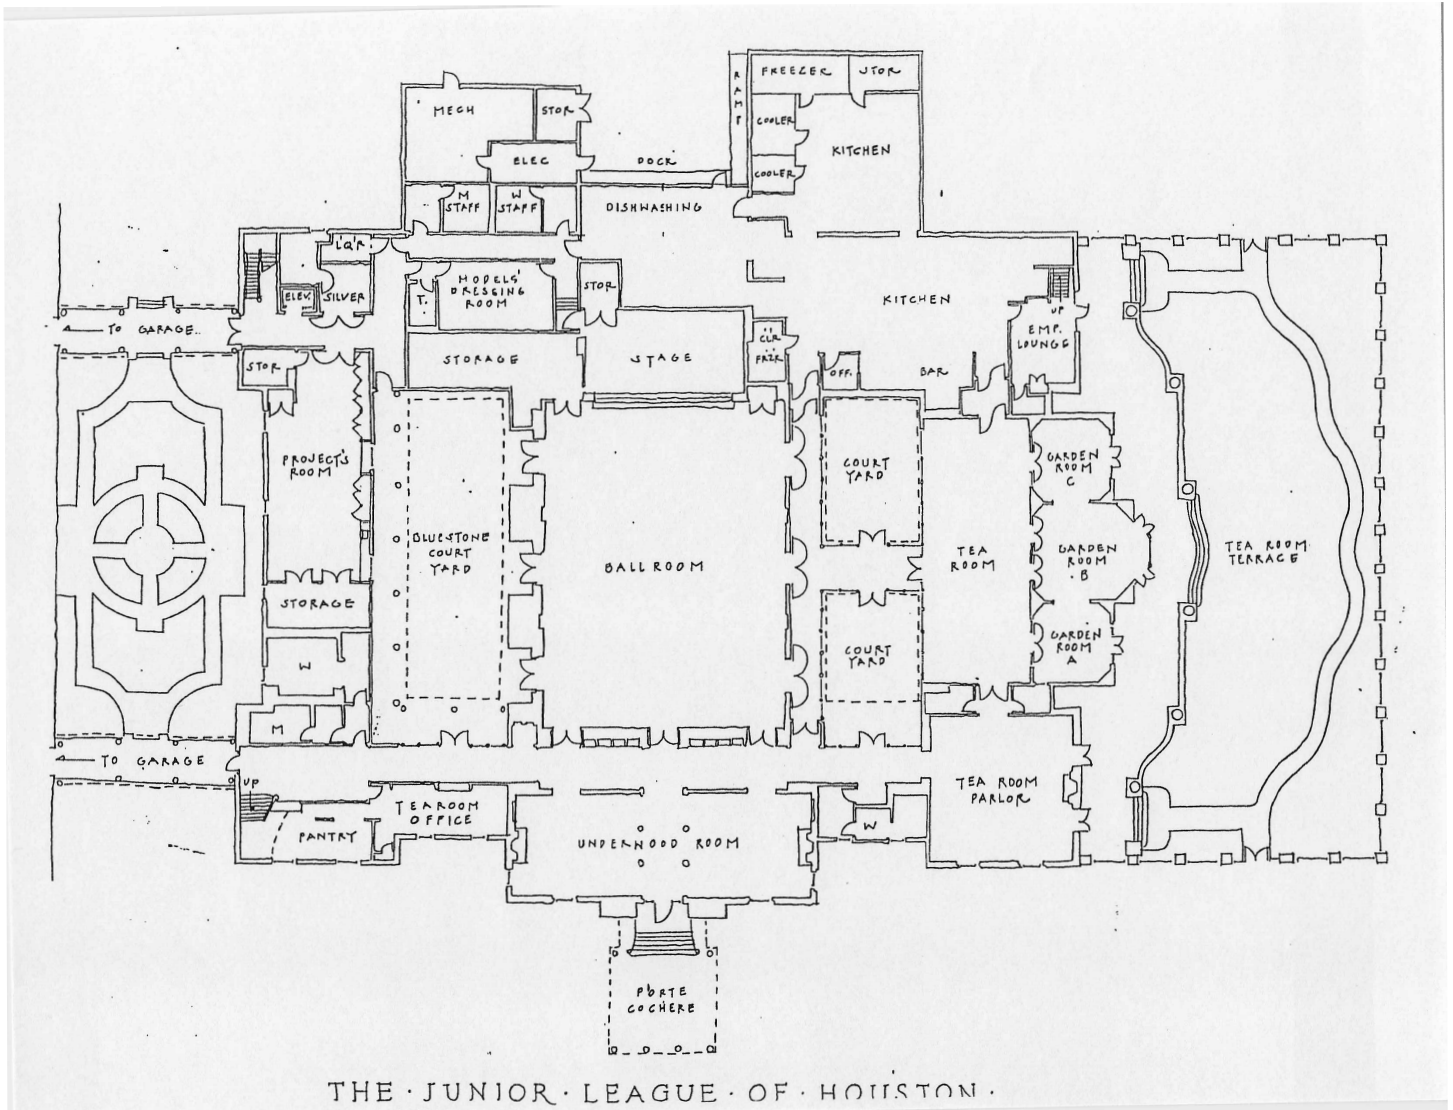 FREEZER
STOR
RAMP
MECH
STOR
COOLER
KITCHEN
ELEC
DOCK
COOLER
M
STAFF
W
STAFF
DISHWASHING
LIQ'R
MODELS'
DRESSING
ROOM
STOR
T.
ELEV.
SILVER
KITCHEN
UP
EMP.
LOUNGE
TO GARAGE
CLR
FRZR
STORAGE
STAGE
STOR
OFF.
BAR
PROJECT'S
ROOM
COURT
YARD
GARDEN
ROOM
C
BLUESTONE
COURT
YARD
BALLROOM
TEA
ROOM
GARDEN
ROOM
B
TEA ROOM
TERRACE
STORAGE
W
COURT
YARD
GARDEN
ROOM
A
M
TO GARAGE
UP
TEAROOM
OFFICE
PANTRY
UNDERWOOD ROOM
W
TEA ROOM
PARLOR
PORTE
COCHERE
THE · JUNIOR · LEAGUE · OF · HOUSTON ·